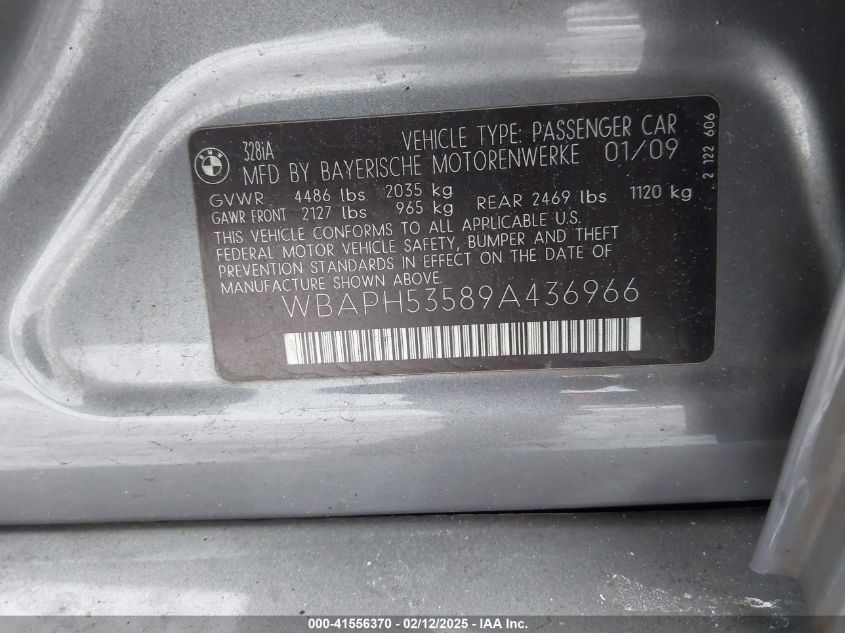 BMW
328iA
VEHICLE TYPE: PASSENGER CAR
MFD BY BAYERISCHE MOTORENWERKE 01/09
GVWR 4486 lbs 2035 kg
GAWR FRONT 2127 lbs 965 kg REAR 2469 lbs 1120 kg
THIS VEHICLE CONFORMS TO ALL APPLICABLE U.S.
FEDERAL MOTOR VEHICLE SAFETY, BUMPER AND THEFT
PREVENTION STANDARDS IN EFFECT ON THE DATE OF
MANUFACTURE SHOWN ABOVE.
WBAPH53589A436966
2 122 606
000-41556370 - 02/12/2025 - IAA Inc.